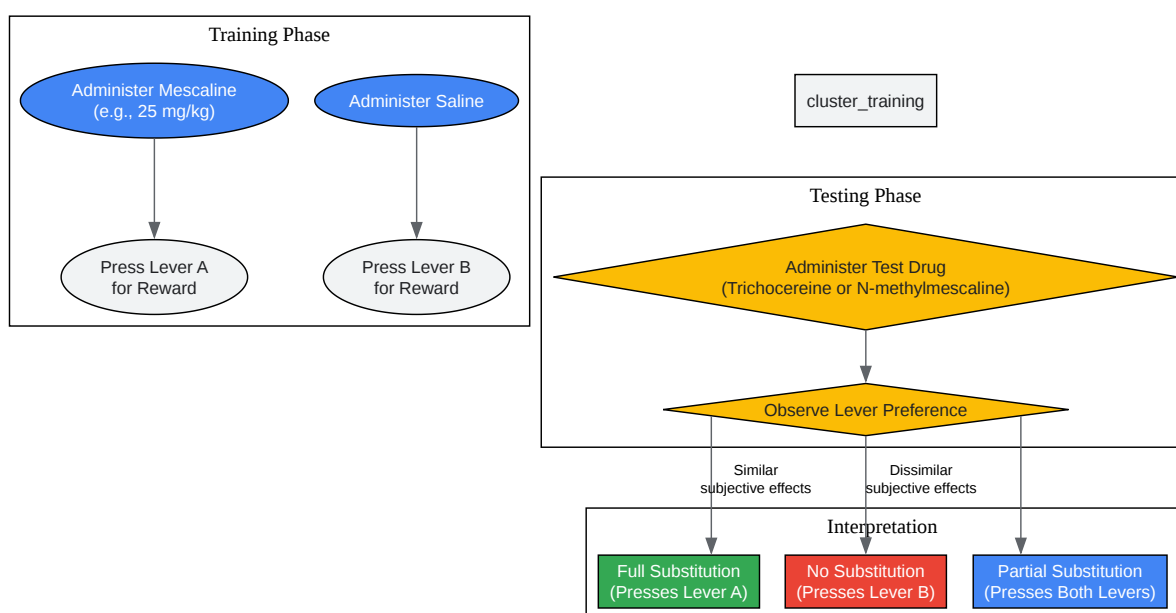 Training Phase
Administer Mescaline
(e.g., 25 mg/kg)
Administer Saline
Press Lever A
for Reward
Press Lever B
for Reward
cluster_training
Testing Phase
Administer Test Drug
(Trichocereine or N-methylmescaline)
Observe Lever Preference
Similar
subjective effects
Dissimilar
subjective effects
Interpretation
Full Substitution
(Presses Lever A)
No Substitution
(Presses Lever B)
Partial Substitution
(Presses Both Levers)